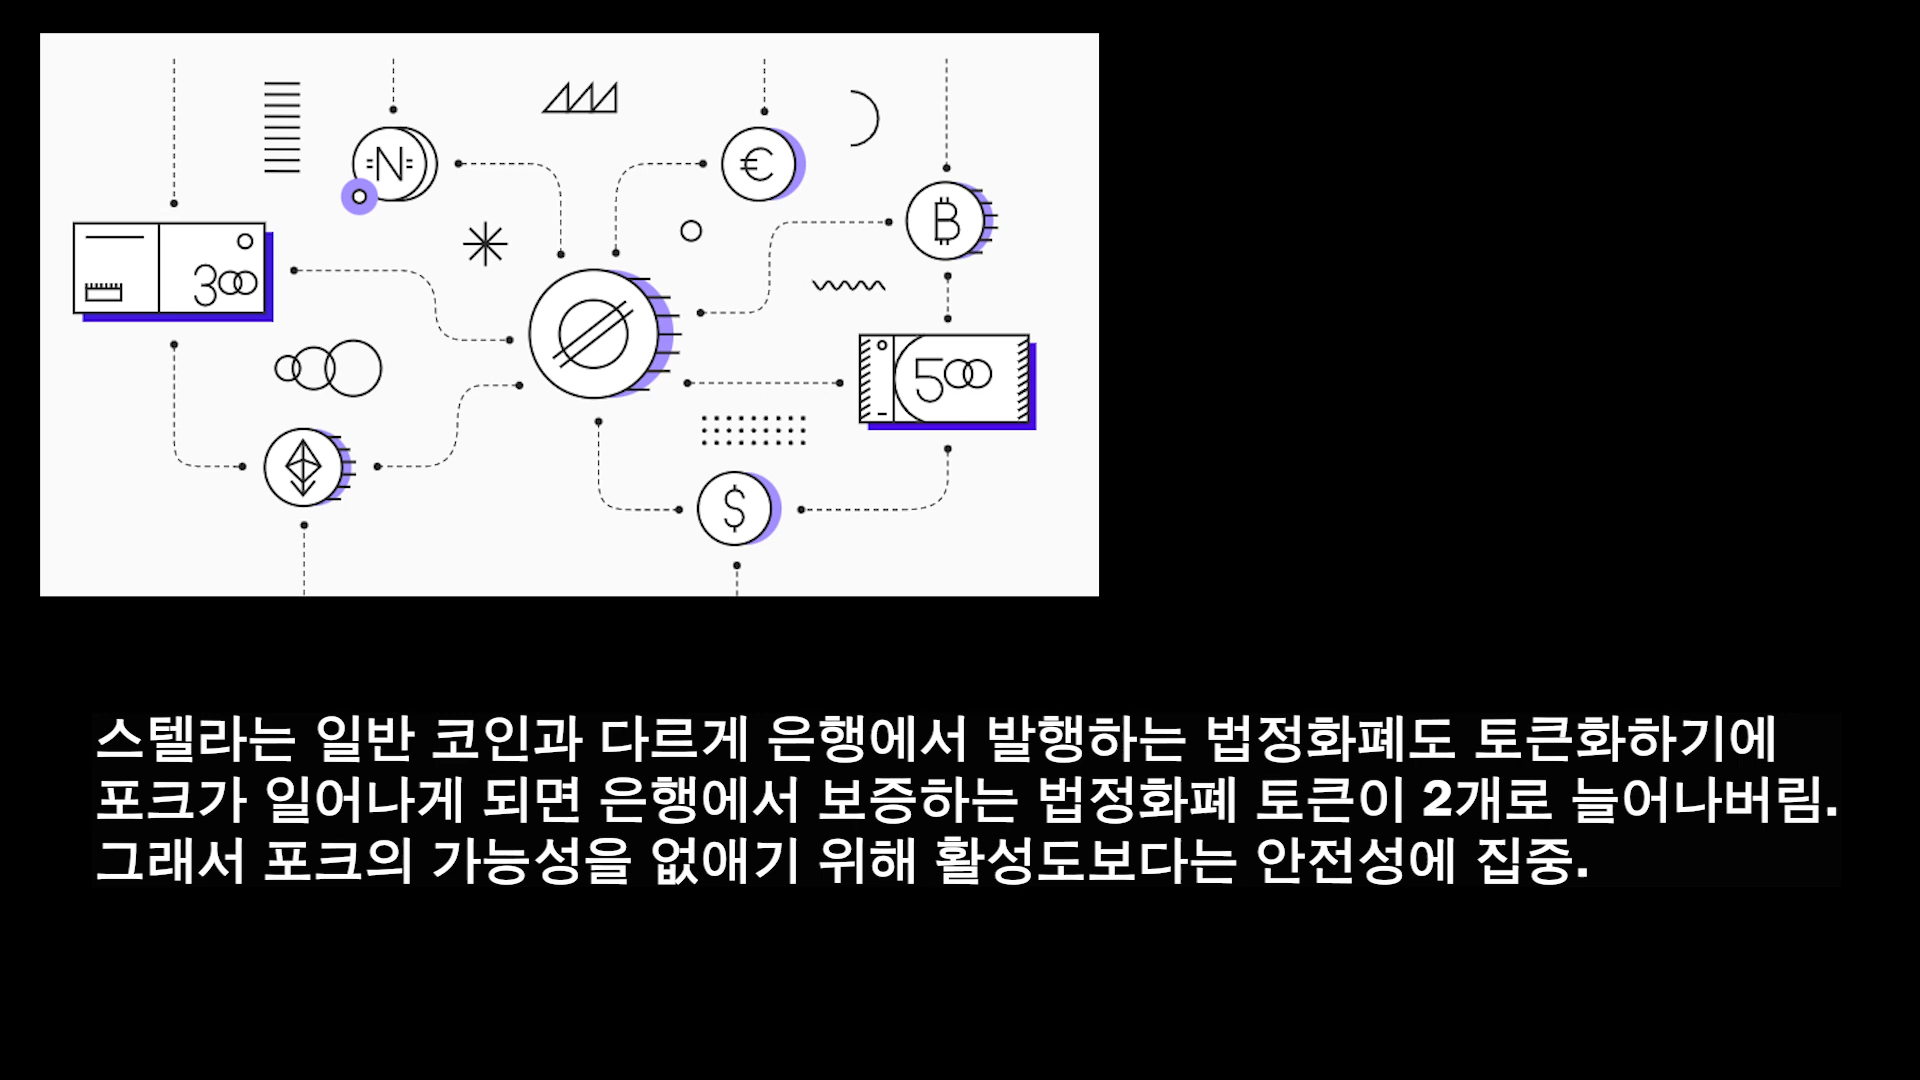 N
€
B
300
500
$
스텔라는 일반 코인과 다르게 은행에서 발행하는 법정화폐도 토큰화하기에
포크가 일어나게 되면 은행에서 보증하는 법정화폐 토큰이 2개로 늘어나버림.
그래서 포크의 가능성을 없애기 위해 활성도보다는 안전성에 집중.